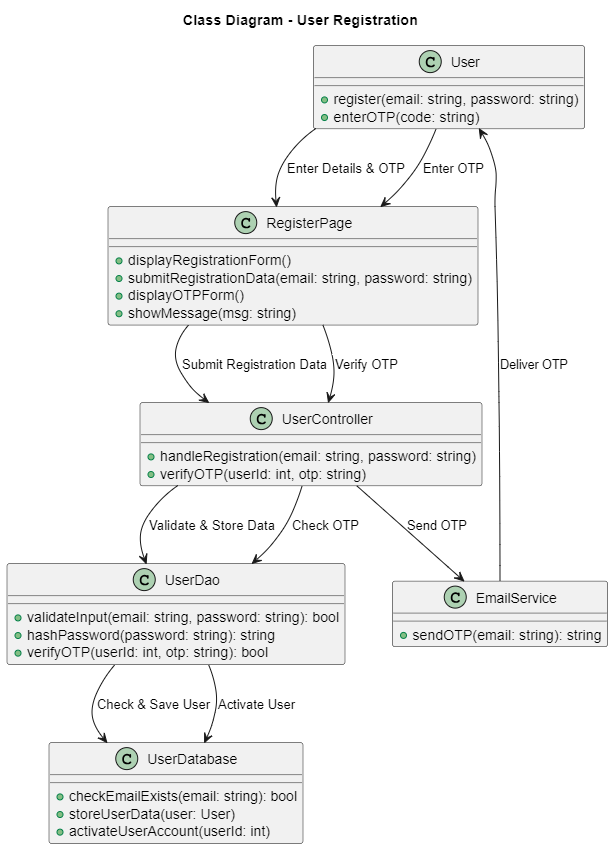 Class Diagram - User Registration
C User
register(email: string, password: string)
enterOTP(code: string)
Enter Details & OTP
Enter OTP
C RegisterPage
displayRegistrationForm()
submitRegistrationData(email: string, password: string)
displayOTPForm()
showMessage(msg: string)
Submit Registration Data
Verify OTP
Deliver OTP
C UserController
handleRegistration(email: string, password: string)
verifyOTP(userId: int, otp: string)
Validate & Store Data
Check OTP
Send OTP
C UserDao
validateInput(email: string, password: string): bool
hashPassword(password: string): string
verifyOTP(userId: int, otp: string): bool
C EmailService
sendOTP(email: string): string
Check & Save User
Activate User
C UserDatabase
checkEmailExists(email: string): bool
storeUserData(user: User)
activateUserAccount(userId: int)